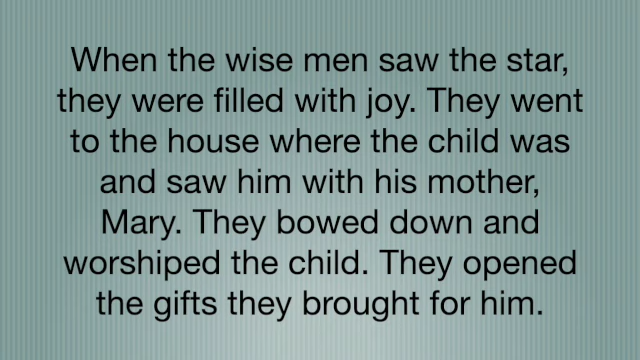 When the wise men saw the star,
they were filled with joy. They went
to the house where the child was
and saw him with his mother,
Mary. They bowed down and
worshiped the child. They opened
the gifts they brought for him.